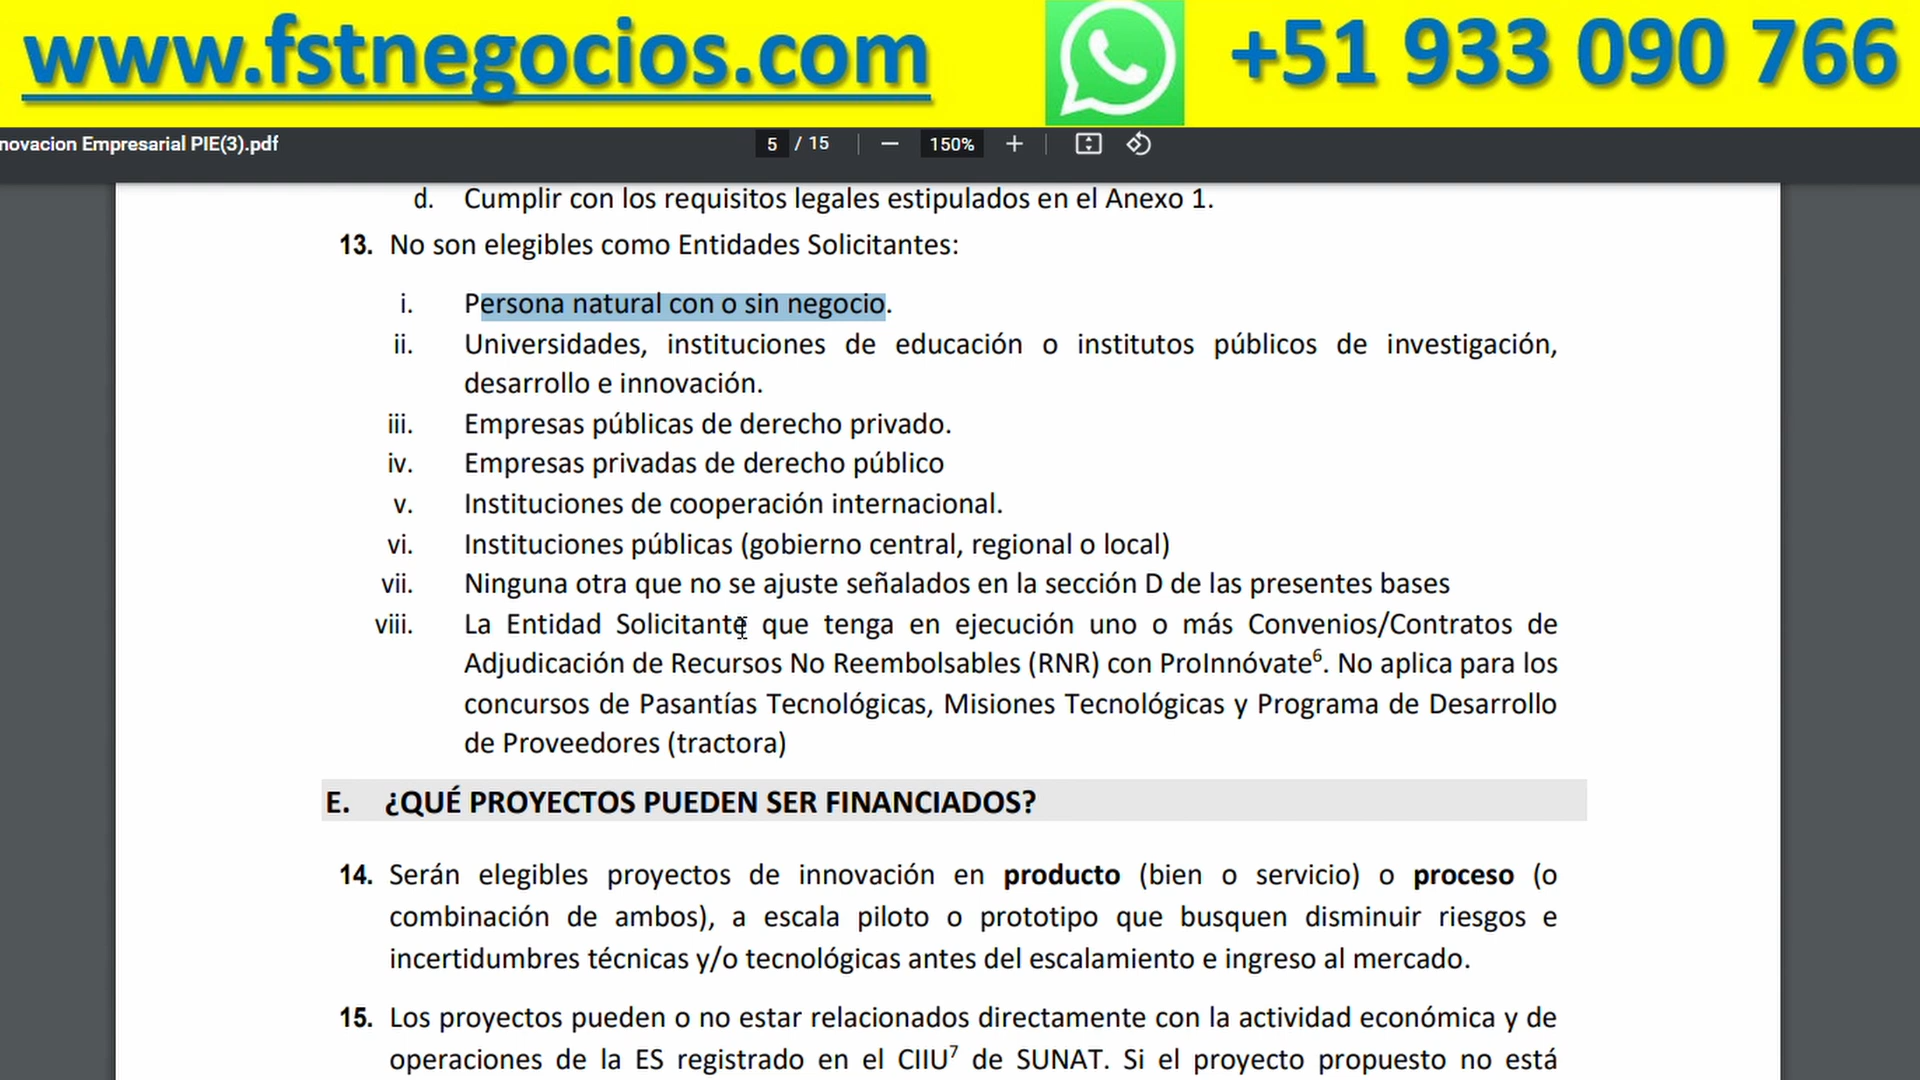 www.fstnegocios.com
+51 933 090 766
novacion Empresarial PIE(3).pdf
5 / 15
150%
d. Cumplir con los requisitos legales estipulados en el Anexo 1.
13. No son elegibles como Entidades Solicitantes:
i. Persona natural con o sin negocio.
ii. Universidades, instituciones de educación o institutos públicos de investigación,
desarrollo e innovación.
iii. Empresas públicas de derecho privado.
iv. Empresas privadas de derecho público
v. Instituciones de cooperación internacional.
vi. Instituciones públicas (gobierno central, regional o local)
vii. Ninguna otra que no se ajuste señalados en la sección D de las presentes bases
viii. La Entidad Solicitante que tenga en ejecución uno o más Convenios/Contratos de
Adjudicación de Recursos No Reembolsables (RNR) con ProInnóvate⁶. No aplica para los
concursos de Pasantías Tecnológicas, Misiones Tecnológicas y Programa de Desarrollo
de Proveedores (tractora)
E. ¿QUÉ PROYECTOS PUEDEN SER FINANCIADOS?
14. Serán elegibles proyectos de innovación en producto (bien o servicio) o proceso (o
combinación de ambos), a escala piloto o prototipo que busquen disminuir riesgos e
incertidumbres técnicas y/o tecnológicas antes del escalamiento e ingreso al mercado.
15. Los proyectos pueden o no estar relacionados directamente con la actividad económica y de
operaciones de la ES registrado en el CIIU⁷ de SUNAT. Si el proyecto propuesto no está